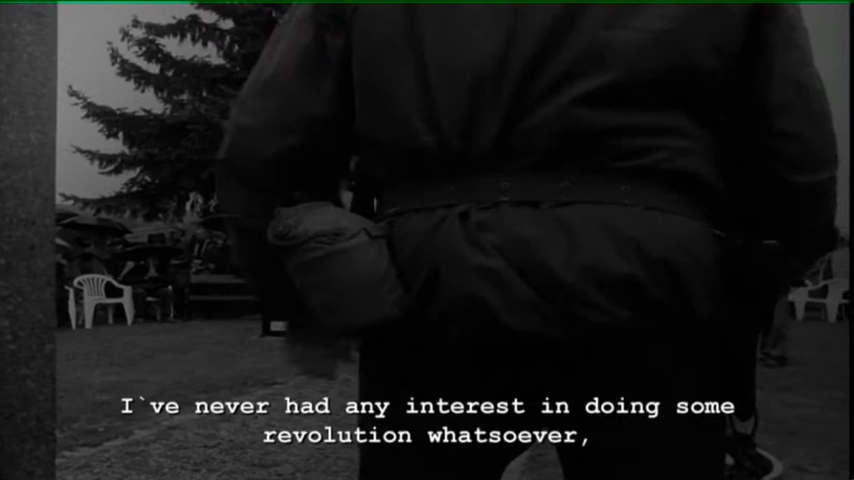 I`ve never had any interest in doing some
revolution whatsoever,